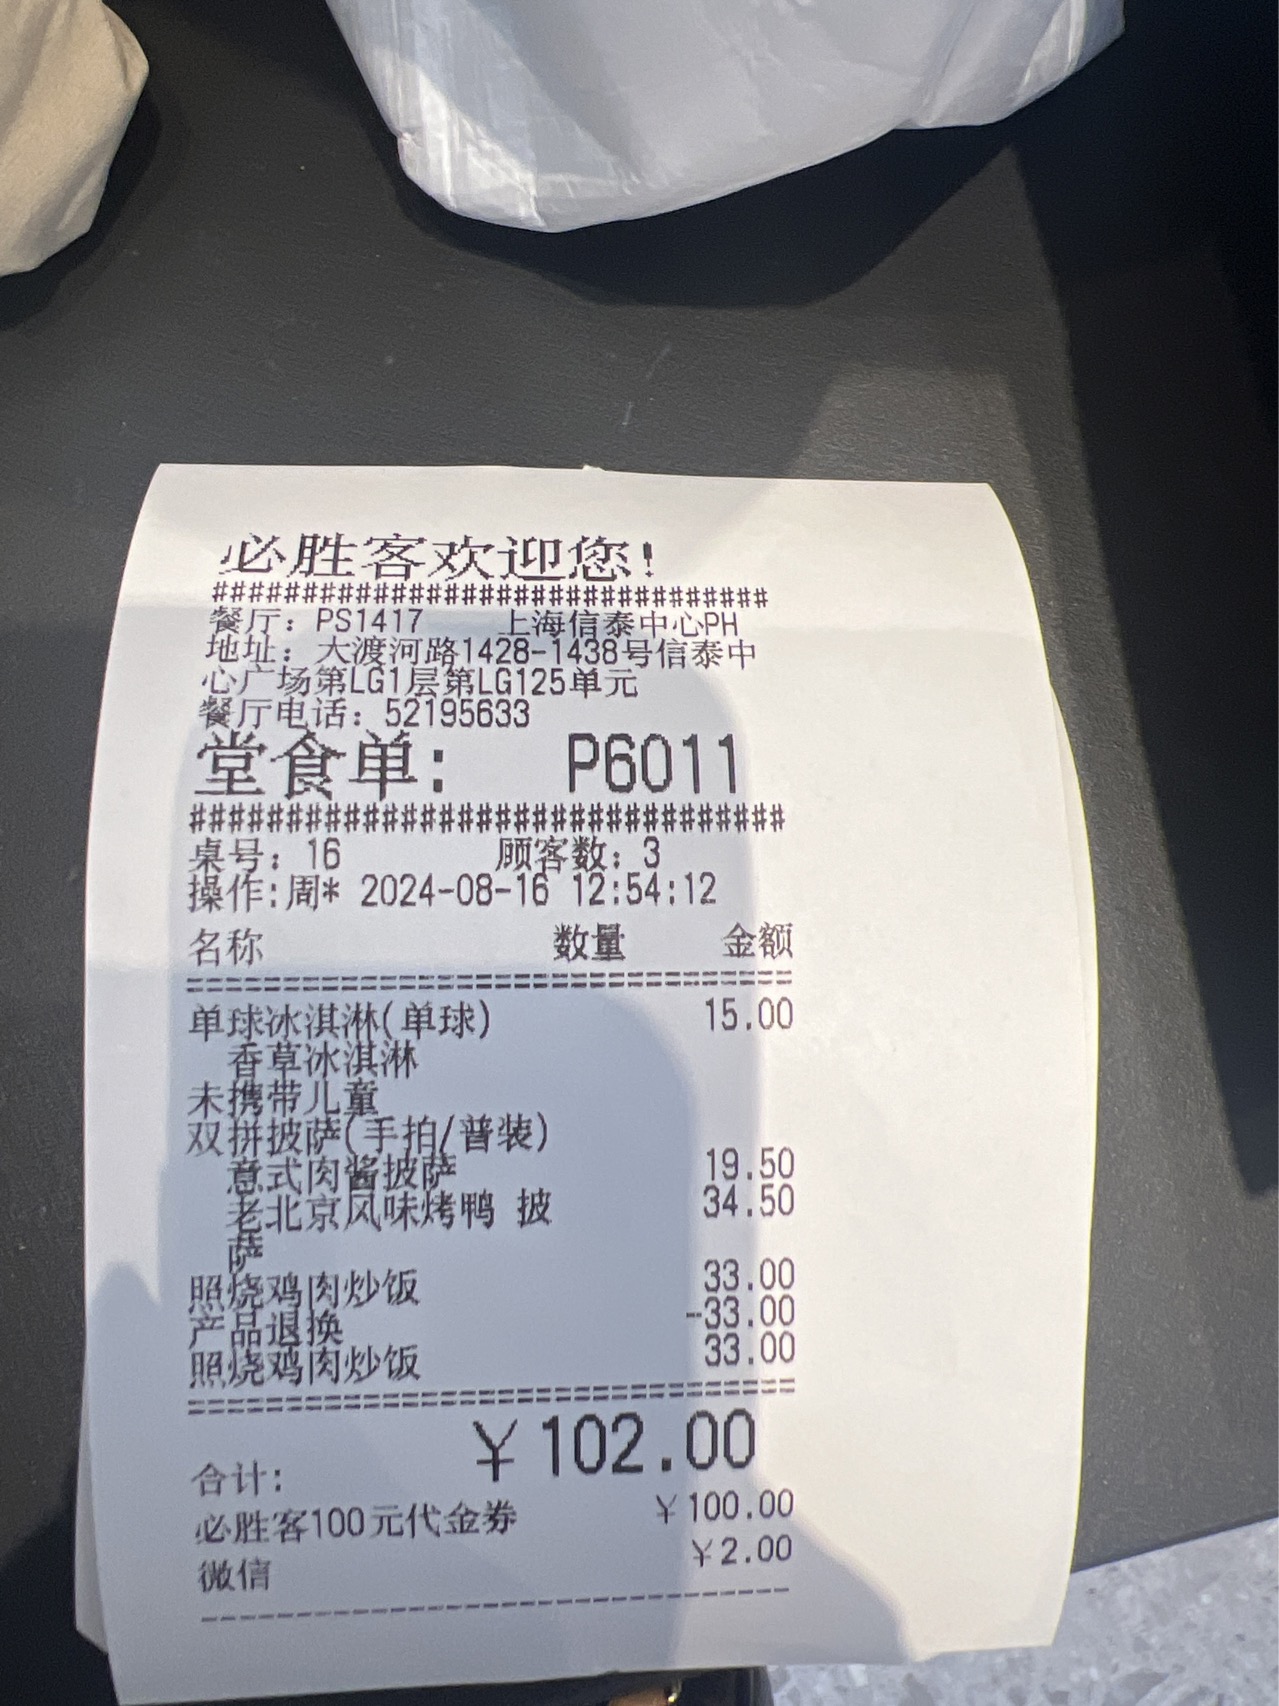 必胜客欢迎您!
################################
餐厅: PS1417 上海信泰中心PH
地址: 大渡河路1428-1438号信泰中
心广场第LG1层第LG125单元
餐厅电话: 52195633
堂食单: P6011
################################
桌号: 16 顾客数: 3
操作:周* 2024-08-16 12:54:12
名称 数量 金额
================================
单球冰淇淋(单球) 15.00
香草冰淇淋
未携带儿童
双拼披萨(手拍/普装)
意式肉酱披萨 19.50
老北京风味烤鸭 披 34.50
萨
照烧鸡肉炒饭 33.00
产品退换 -33.00
照烧鸡肉炒饭 33.00
================================
合计: ￥102.00
必胜客100元代金券 ￥100.00
微信 ￥2.00
--------------------------------